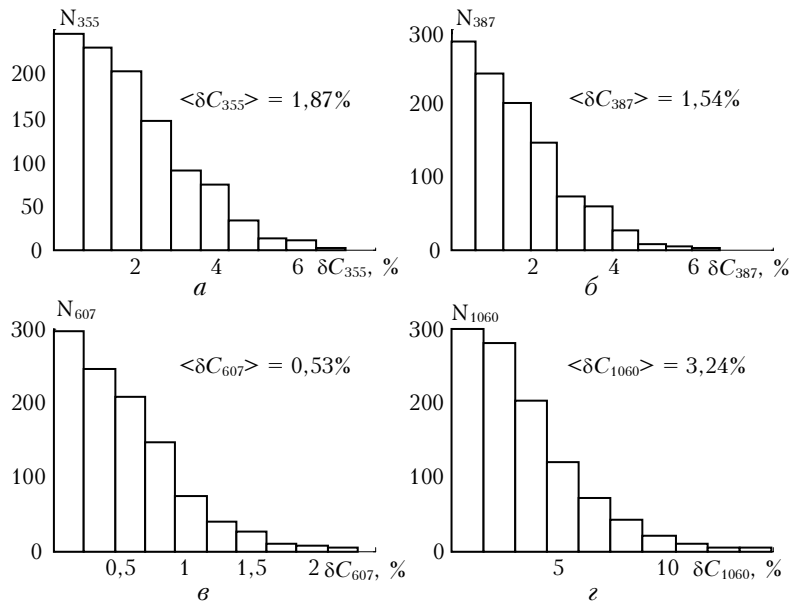 N₃₅₅
200
150
100
50
0
<δC₃₅₅> = 1,87%
2 4 6 δC₃₅₅, %
а
N₃₈₇
300
200
100
0
<δC₃₈₇> = 1,54%
2 4 6 δC₃₈₇, %
б
N₆₀₇
300
200
100
0
<δC₆₀₇> = 0,53%
0,5 1 1,5 2 δC₆₀₇, %
в
N₁₀₆₀
300
200
100
0
<δC₁₀₆₀> = 3,24%
5 10 δC₁₀₆₀, %
г